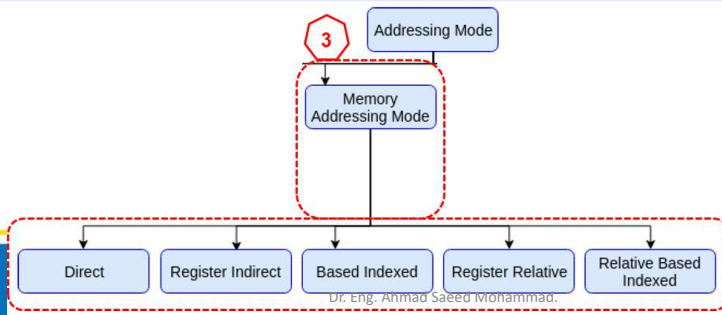 Addressing Mode
3
Memory
Addressing Mode
Direct
Register Indirect
Based Indexed
Register Relative
Relative Based
Indexed
Dr. Eng. Ahmad Saeed Mohammad.